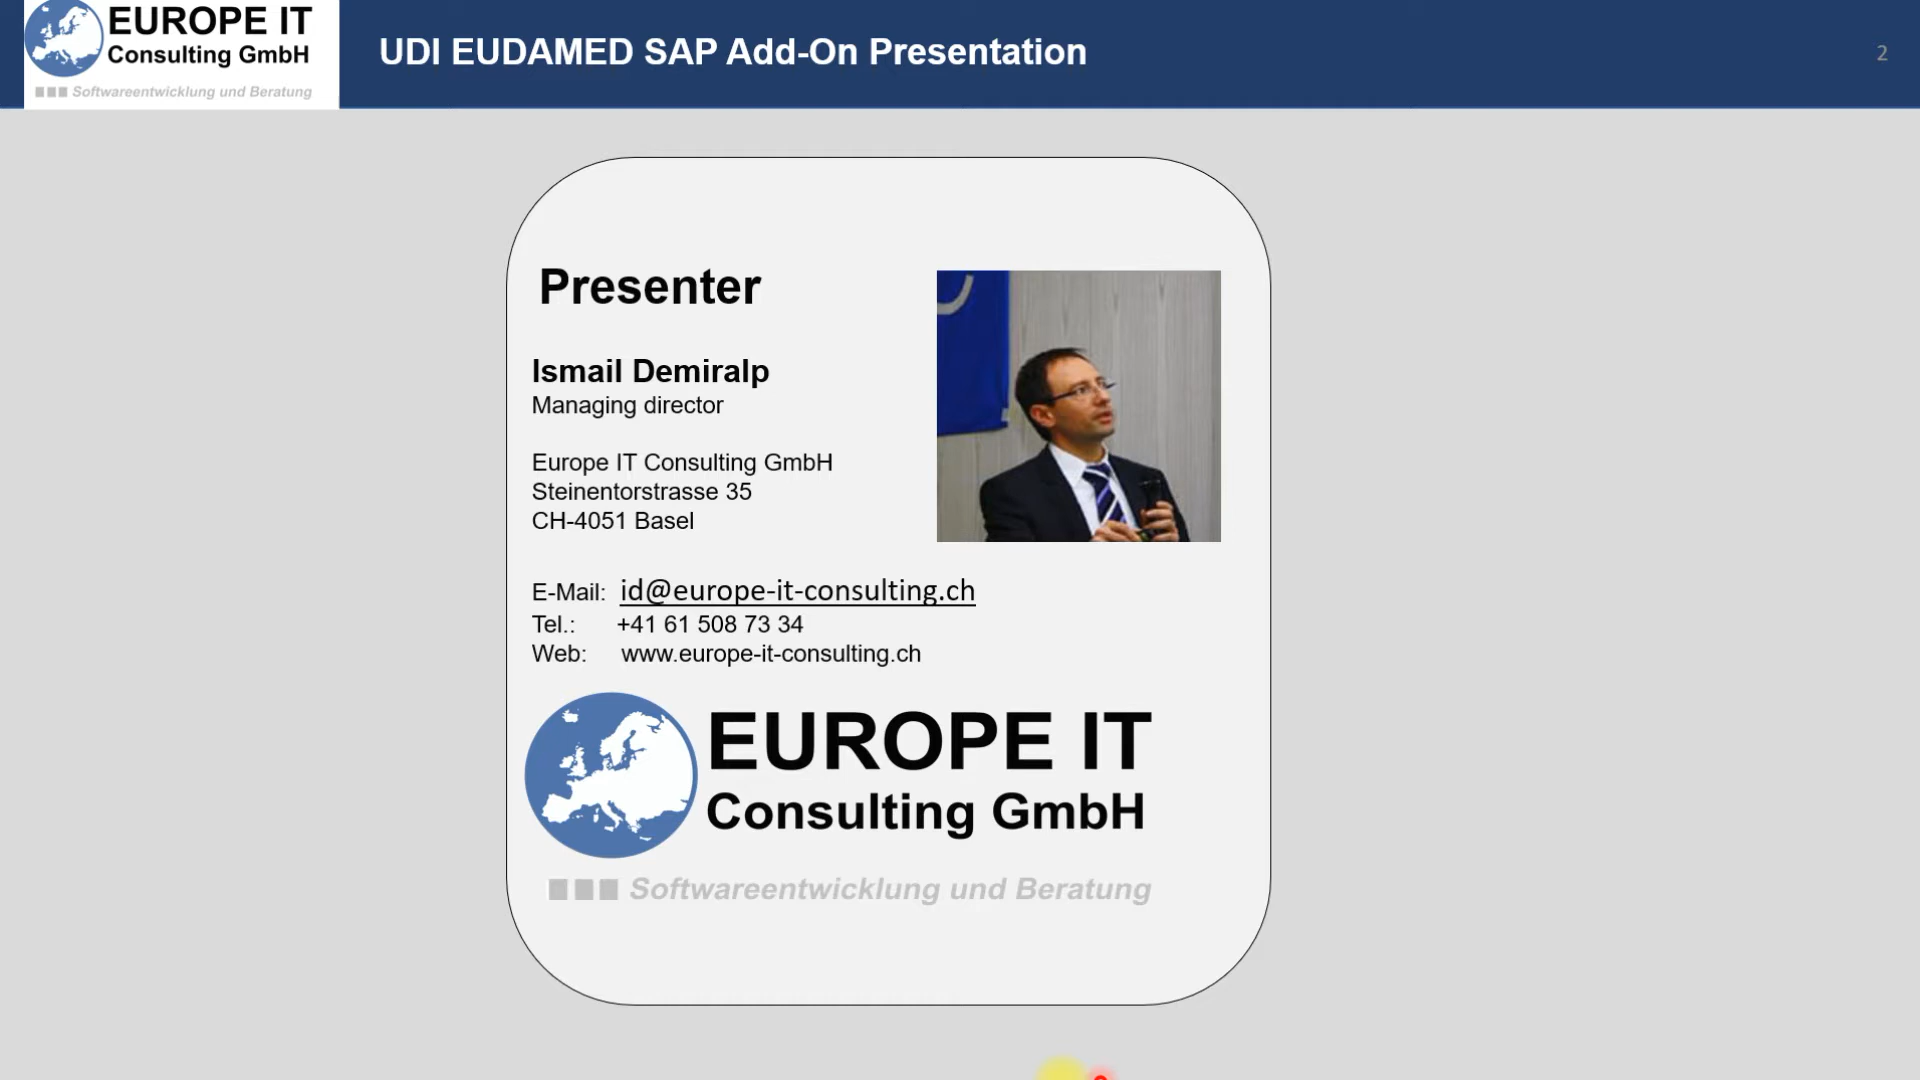 EUROPE IT
Consulting GmbH
Softwareentwicklung und Beratung
UDI EUDAMED SAP Add-On Presentation
2
Presenter
Ismail Demiralp
Managing director
Europe IT Consulting GmbH
Steinentorstrasse 35
CH-4051 Basel
E-Mail: id@europe-it-consulting.ch
Tel.: +41 61 508 73 34
Web: www.europe-it-consulting.ch
EUROPE IT
Consulting GmbH
Softwareentwicklung und Beratung